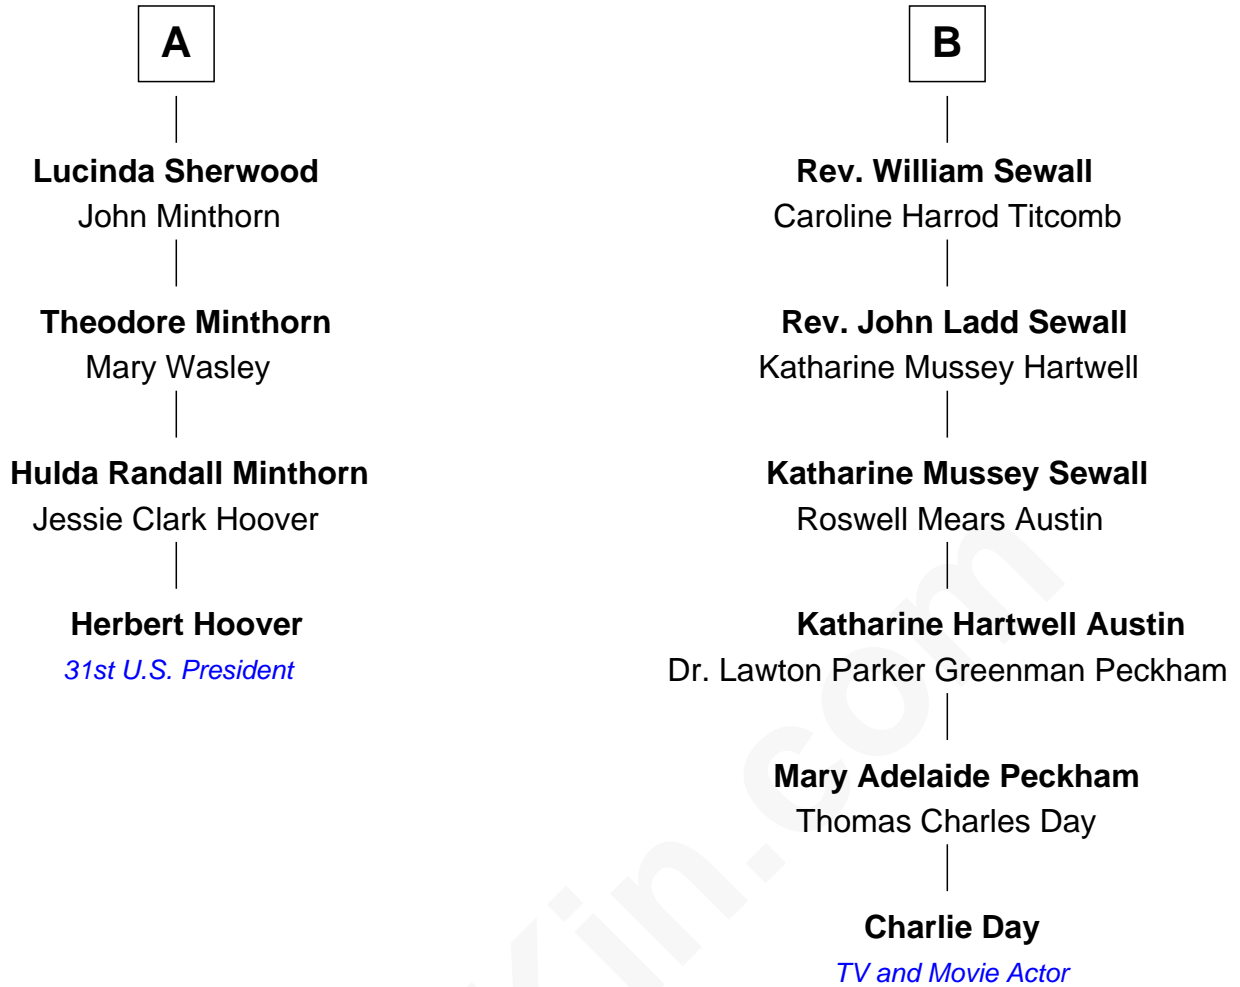 A
Lucinda Sherwood
John Minthorn
Theodore Minthorn
Mary Wasley
Hulda Randall Minthorn
Jessie Clark Hoover
Herbert Hoover
31st U.S. President
B
Rev. William Sewall
Caroline Harrod Titcomb
Rev. John Ladd Sewall
Katharine Mussey Hartwell
Katharine Mussey Sewall
Roswell Mears Austin
Katharine Hartwell Austin
Dr. Lawton Parker Greenman Peckham
Mary Adelaide Peckham
Thomas Charles Day
Charlie Day
TV and Movie Actor
Kin.com